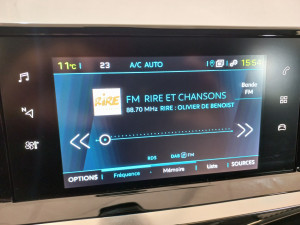 11°C 23 A/C AUTO 15:54
RIRE
Bande
FM RIRE ET CHANSONS FM
88.70 MHz RIRE : OLIVIER DE BENOIST
N
RDS DAB FM
OPTIONS Fréquence Mémoire Liste SOURCES